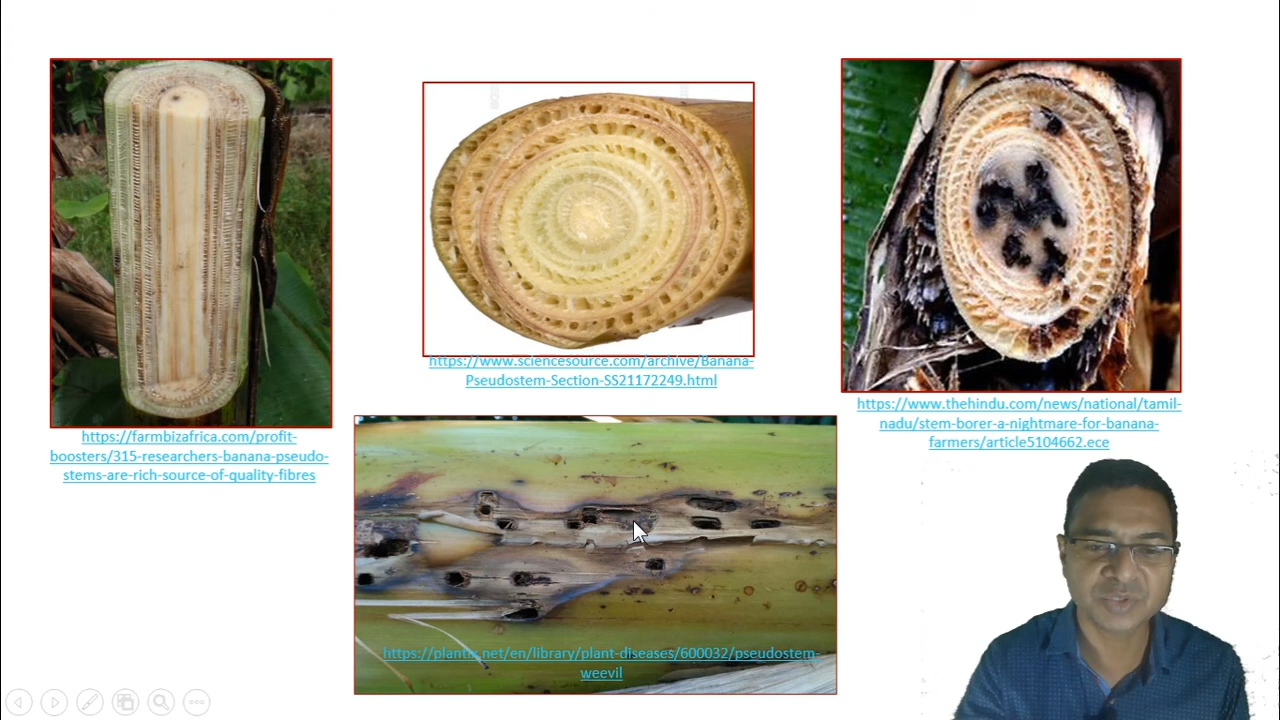 https://farmbizafrica.com/profit-
boosters/315-researchers-banana-pseudo-
stems-are-rich-source-of-quality-fibres
https://www.sciencesource.com/archive/Banana-
Pseudostem-Section-SS21172249.html
https://www.thehindu.com/news/national/tamil-
nadu/stem-borer-a-nightmare-for-banana-
farmers/article5104662.ece
https://plantix.net/en/library/plant-diseases/600032/pseudostem-
weevil